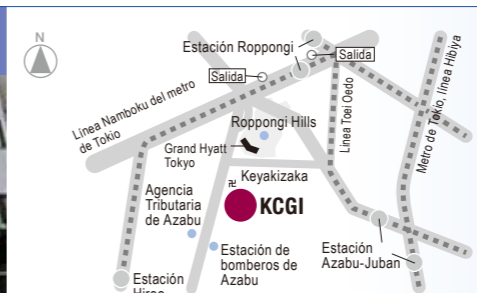 N
Estación Roppongi
Salida
Salida
Línea Namboku del metro
de Tokio
Roppongi Hills
Grand Hyatt
Tokyo
Línea Toei Oedo
Metro de Tokio, línea Hibiya
Keyakizaka
卍
KCGI
Agencia
Tributaria
de Azabu
Estación de
bomberos de
Azabu
Estación
Azabu-Juban
Estación
Hiroo